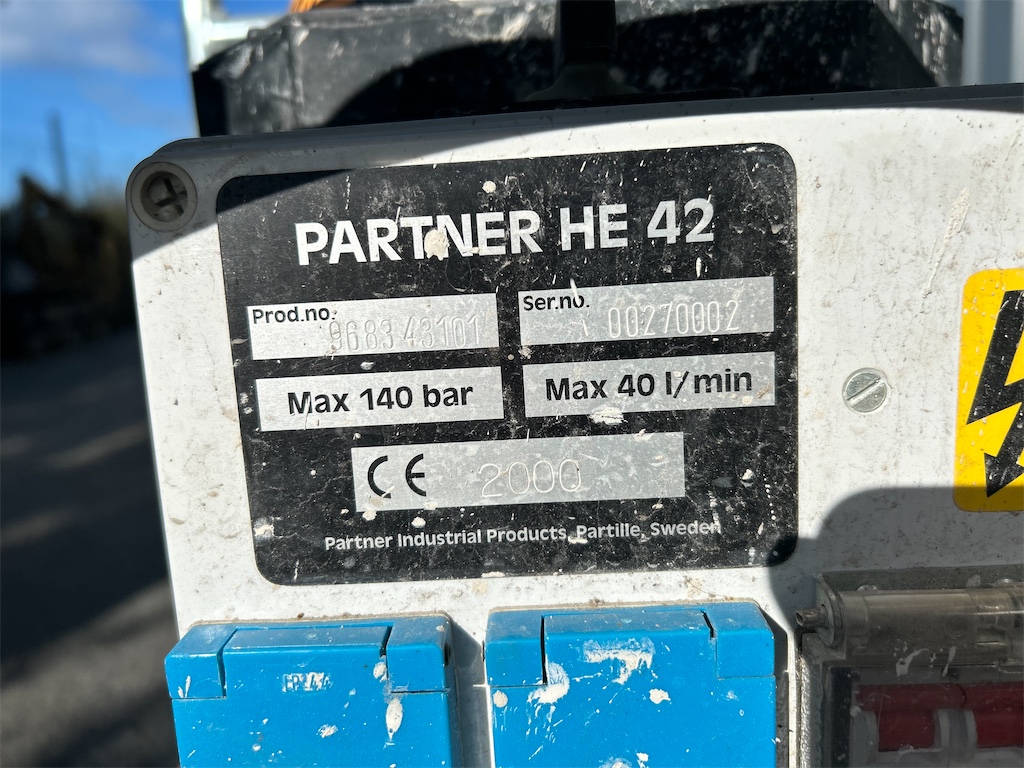 PARTNER HE 42
Prod.no. 968343101
Ser.no. 00270002
Max 140 bar
Max 40 l/min
CE 2000
Partner Industrial Products, Partille, Sweden
IP44